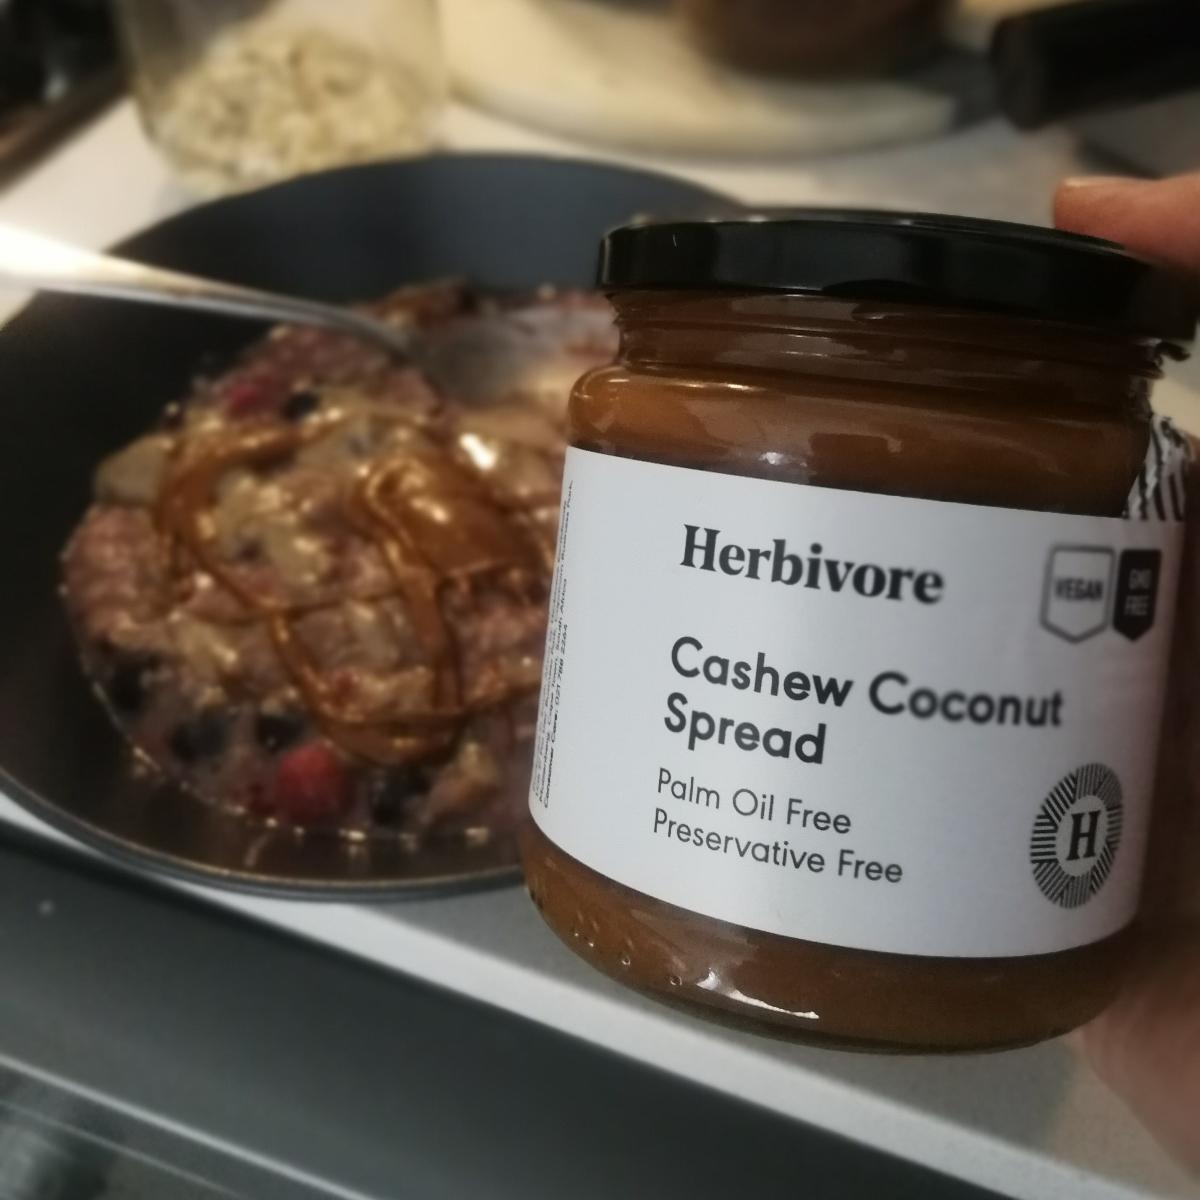 Herbivore
VEGAN
GMO
FREE
Cashew Coconut
Spread
Palm Oil Free
Preservative Free
H